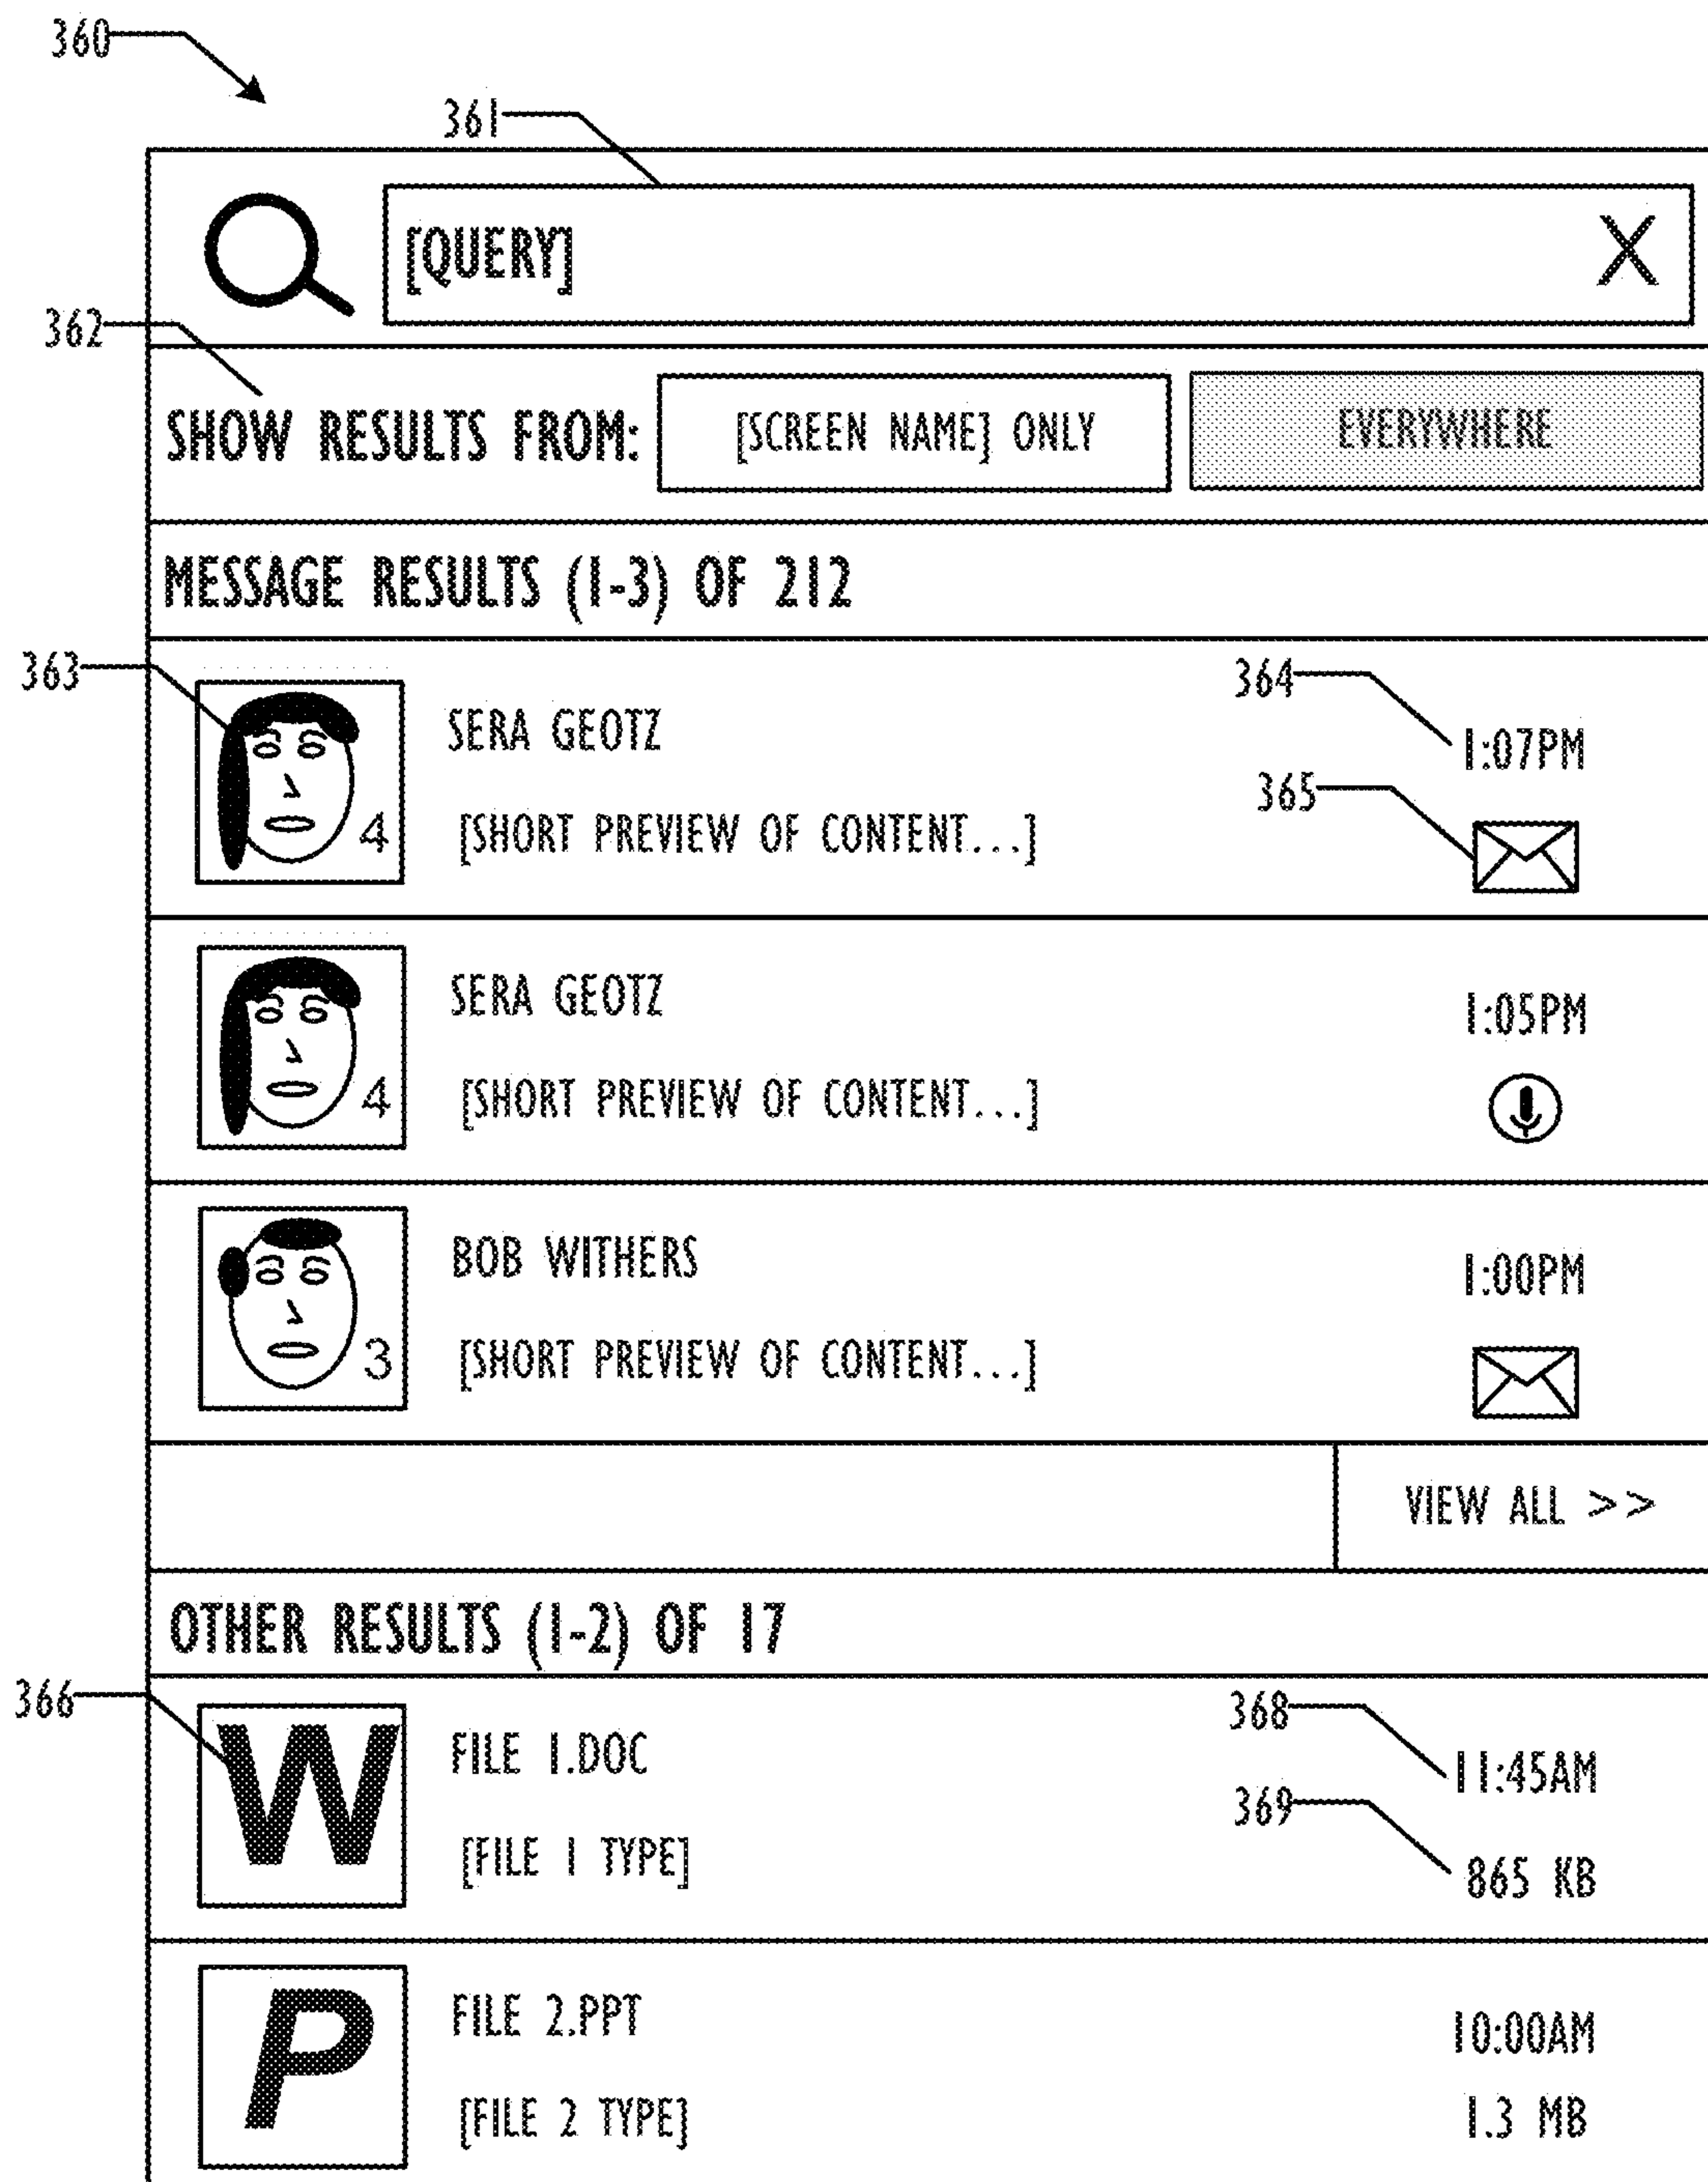 360
361
[QUERY] X
362
SHOW RESULTS FROM: [SCREEN NAME] ONLY EVERYWHERE
MESSAGE RESULTS (1-3) OF 212
363
364
SERA GEOTZ
1:07PM
365
4
[SHORT PREVIEW OF CONTENT...]
SERA GEOTZ
1:05PM
4
[SHORT PREVIEW OF CONTENT...]
BOB WITHERS
1:00PM
3
[SHORT PREVIEW OF CONTENT...]
VIEW ALL >>
OTHER RESULTS (1-2) OF 17
366
368
W
FILE 1.DOC
11:45AM
369
[FILE 1 TYPE]
865 KB
P
FILE 2.PPT
10:00AM
[FILE 2 TYPE]
1.3 MB